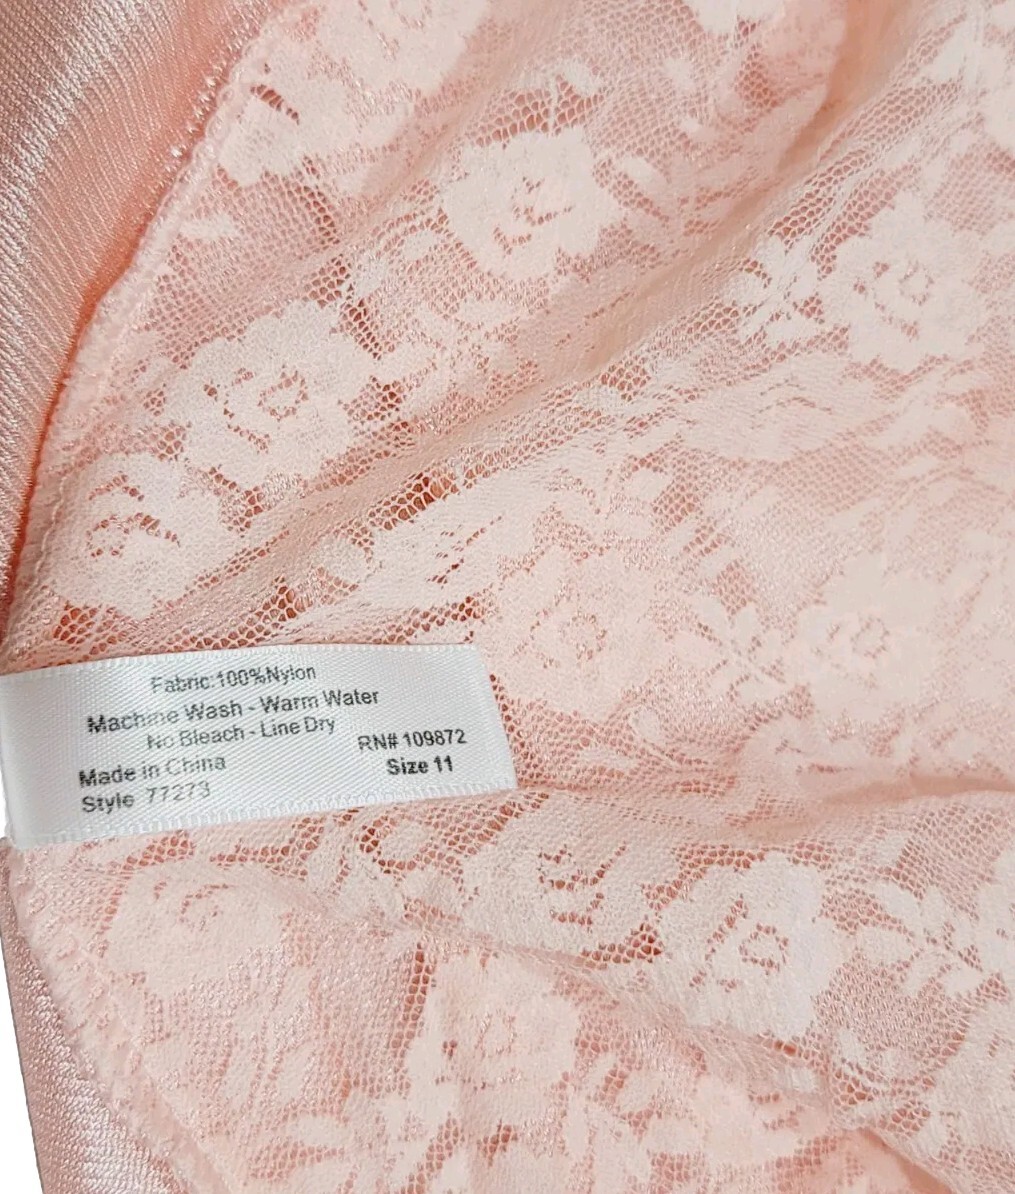 Fabric:100%Nylon
Machine Wash - Warm Water
No Bleach - Line Dry
RN# 109872
Made in China
Size 11
Style 77273